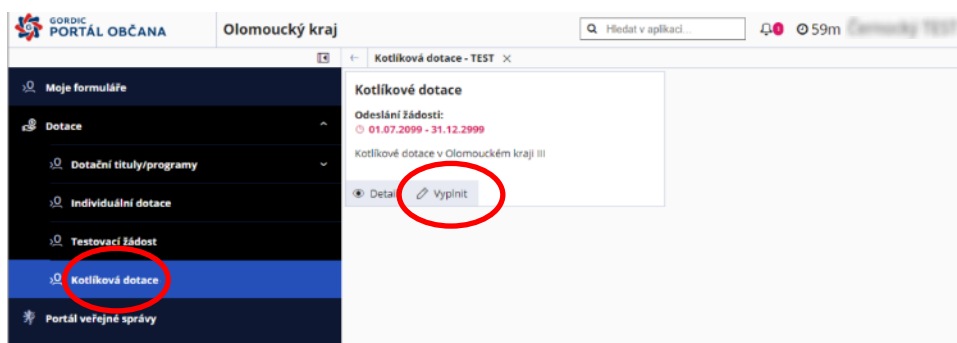 GORDIC
PORTÁL OBČANA
Olomoucký kraj
Hledat v aplikaci...
59m
Kotlíková dotace - TEST
Moje formuláře
Dotace
Dotační tituly/programy
Individuální dotace
Testovací žádost
Kotlíková dotace
Portál veřejné správy
Kotlíkové dotace
Odeslání žádosti:
01.07.2099 - 31.12.2999
Kotlíkové dotace v Olomouckém kraji III
Detail
Vyplnit